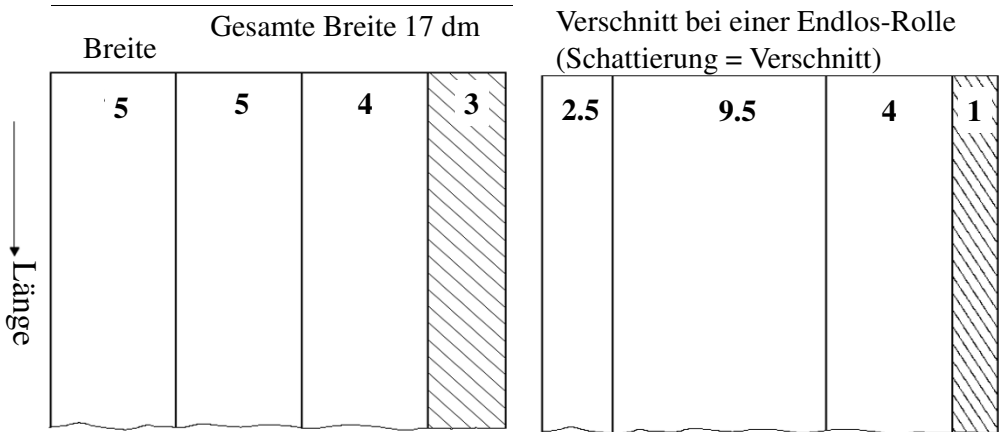 Gesamte Breite 17 dm
Breite
5 5 4 3
Länge
Verschnitt bei einer Endlos-Rolle
(Schattierung = Verschnitt)
2.5 9.5 4 1